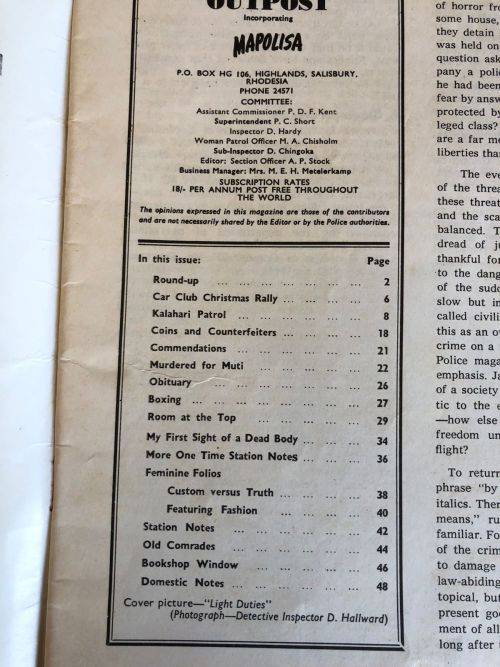 OUTPOST
Incorporating
MAPOLISA
P.O. BOX HG 106, HIGHLANDS, SALISBURY,
RHODESIA
PHONE 24571
COMMITTEE:
Assistant Commissioner P. D. F. Kent
Superintendent P. C. Short
Inspector D. Hardy
Woman Patrol Officer M. A. Chisholm
Sub-Inspector D. Chingoka
Editor: Section Officer A. P. Stock
Business Manager: Mrs. M. E. H. Metelerkamp
SUBSCRIPTION RATES
18/- PER ANNUM POST FREE THROUGHOUT
THE WORLD
The opinions expressed in this magazine are those of the contributors
and are not necessarily shared by the Editor or by the Police authorities.
In this issue: Page
Round-up ... ... ... ... ... ... 2
Car Club Christmas Rally ... ... ... 6
Kalahari Patrol ... ... ... ... ... 8
Coins and Counterfeiters ... ... ... 18
Commendations ... ... ... ... ... 21
Murdered for Muti ... ... ... ... 22
Obituary ... ... ... ... ... ... 26
Boxing ... ... ... ... ... ... 27
Room at the Top ... ... ... ... 29
My First Sight of a Dead Body ... ... 34
More One Time Station Notes ... ... 36
Feminine Folios
Custom versus Truth ... ... ... 38
Featuring Fashion ... ... ... 40
Station Notes ... ... ... ... ... 42
Old Comrades ... ... ... ... ... 44
Bookshop Window ... ... ... ... 46
Domestic Notes ... ... ... ... ... 48
Cover picture—"Light Duties"
(Photograph—Detective Inspector D. Hallward)
of horror fro
some house,
they detain
was held on
question ask
pany a polic
he had been
fear by answ
protected by
leged class?
are a far me
liberties tha
The eve
of the thre
these threat
and the sca
balanced. T
dread of ju
thankful for
to the dang
of the sudd
slow but in
called civili
this as an ov
crime on a
Police maga
emphasis. Ja
of a society
tic to the e
—how else
freedom un
flight?
To return
phrase "by
italics. Ther
means," ru
familiar. Fo
of the crim
to damage
law-abiding
topical, but
present go
ment of all
long after